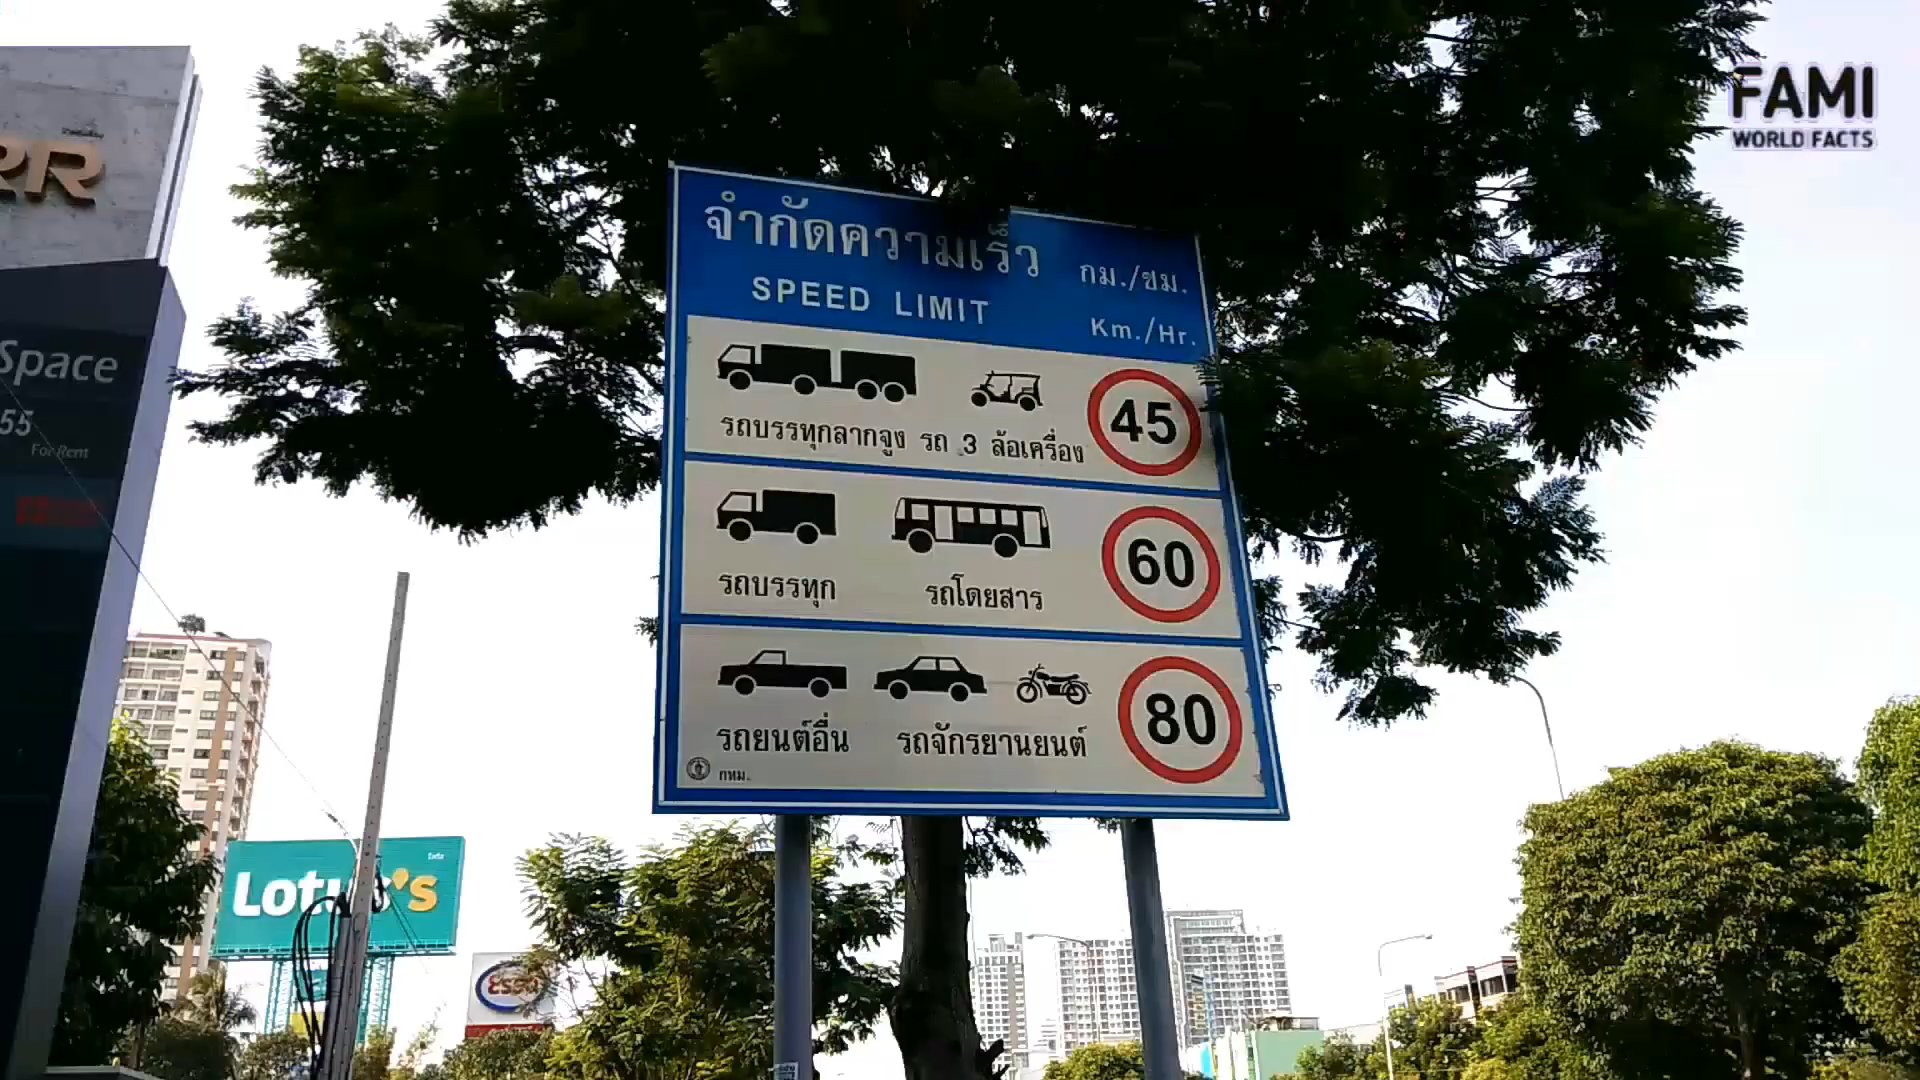 FAMI
WORLD FACTS
RR
จำกัดความเร็ว กม./ชม.
SPEED LIMIT Km./Hr.
รถบรรทุกลากจูง รถ 3 ล้อเครื่อง
45
รถบรรทุก รถโดยสาร
60
รถยนต์อื่น รถจักรยานยนต์
80
กทม.
Space
55
For Rent
Lotus's
Esso